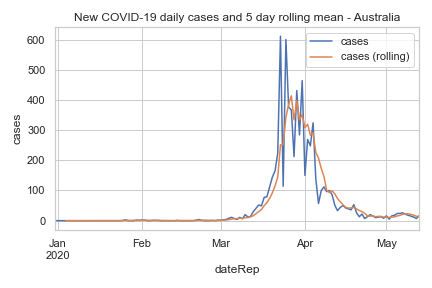 New COVID-19 daily cases and 5 day rolling mean - Australia
cases
cases (rolling)
600
500
400
300
200
100
0
cases
Jan
2020
Feb
Mar
Apr
May
dateRep